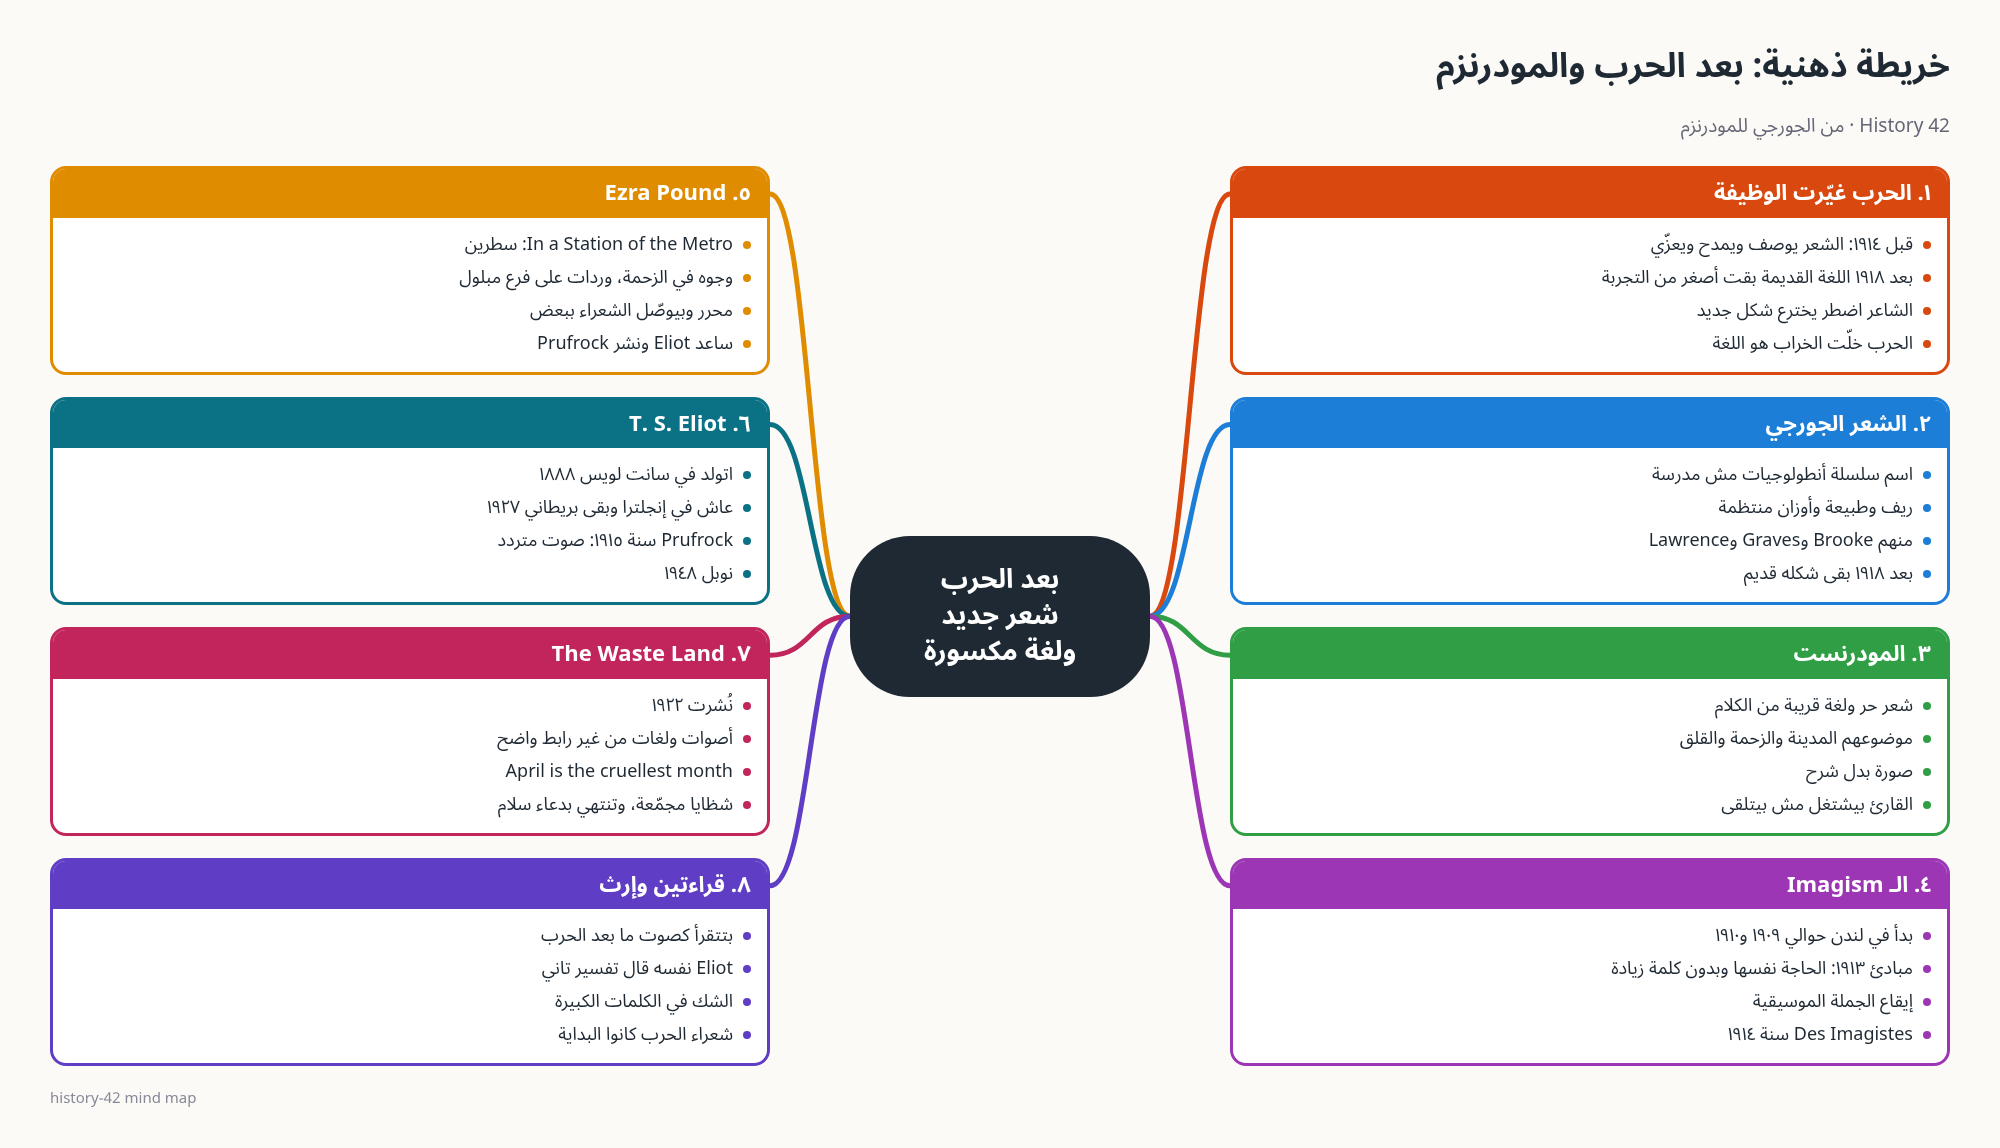 خريطة ذهنية: بعد الحرب والمودرنزم
History 42 · من الجورجي للمودرنزم
١. الحرب غيّرت الوظيفة
قبل ١٩١٤: الشعر يوصف ويمدح ويعزّي
بعد ١٩١٨ اللغة القديمة بقت أصغر من التجربة
الشاعر اضطر يخترع شكل جديد
الحرب خلّت الخراب هو اللغة
٢. الشعر الجورجي
اسم سلسلة أنطولوجيات مش مدرسة
ريف وطبيعة وأوزان منتظمة
منهم Brooke وGraves وLawrence
بعد ١٩١٨ بقى شكله قديم
٣. المودرنست
شعر حر ولغة قريبة من الكلام
موضوعهم المدينة والزحمة والقلق
صورة بدل شرح
القارئ بيشتغل مش بيتلقى
٤. الـ Imagism
بدأ في لندن حوالي ١٩٠٩ و١٩١٠
مبادئ ١٩١٣: الحاجة نفسها وبدون كلمة زيادة
إيقاع الجملة الموسيقية
Des Imagistes سنة ١٩١٤
بعد الحرب
شعر جديد
ولغة مكسورة
٥. Ezra Pound
In a Station of the Metro: سطرين
وجوه في الزحمة، وردات على فرع مبلول
محرر وبيوصّل الشعراء ببعض
ساعد Eliot ونشر Prufrock
٦. T. S. Eliot
اتولد في سانت لويس ١٨٨٨
عاش في إنجلترا وبقى بريطاني ١٩٢٧
Prufrock سنة ١٩١٥: صوت متردد
نوبل ١٩٤٨
٧. The Waste Land
نُشرت ١٩٢٢
أصوات ولغات من غير رابط واضح
April is the cruellest month
شظايا مجمّعة، وتنتهي بدعاء سلام
٨. قراءتين وإرث
بتتقرأ كصوت ما بعد الحرب
Eliot نفسه قال تفسير تاني
الشك في الكلمات الكبيرة
شعراء الحرب كانوا البداية
history-42 mind map